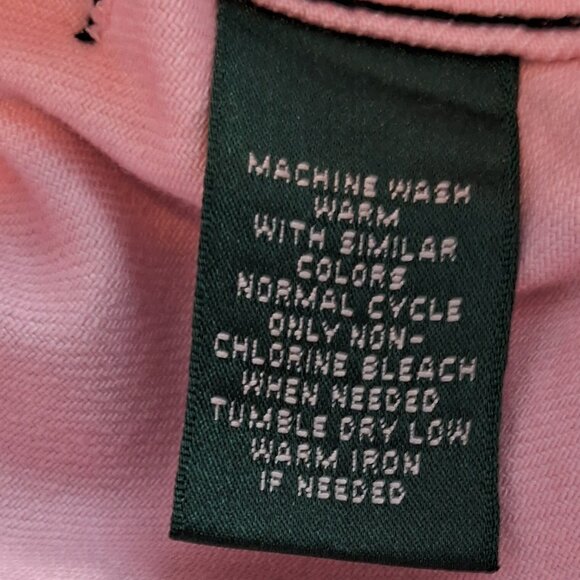 MACHINE WASH
WARM
WITH SIMILAR
COLORS
NORMAL CYCLE
ONLY NON-
CHLORINE BLEACH
WHEN NEEDED
TUMBLE DRY LOW
WARM IRON
IF NEEDED